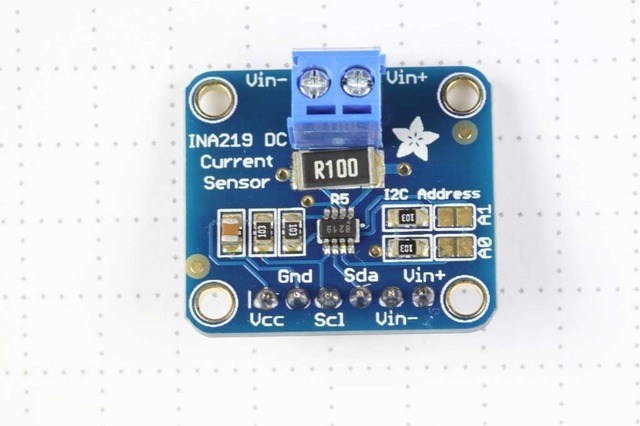 Vin- Vin+
INA219 DC
Current
Sensor
R100
R5
I2C Address
103
103
103
103
A1
A0
Gnd Sda Vin+
Vcc Scl Vin-